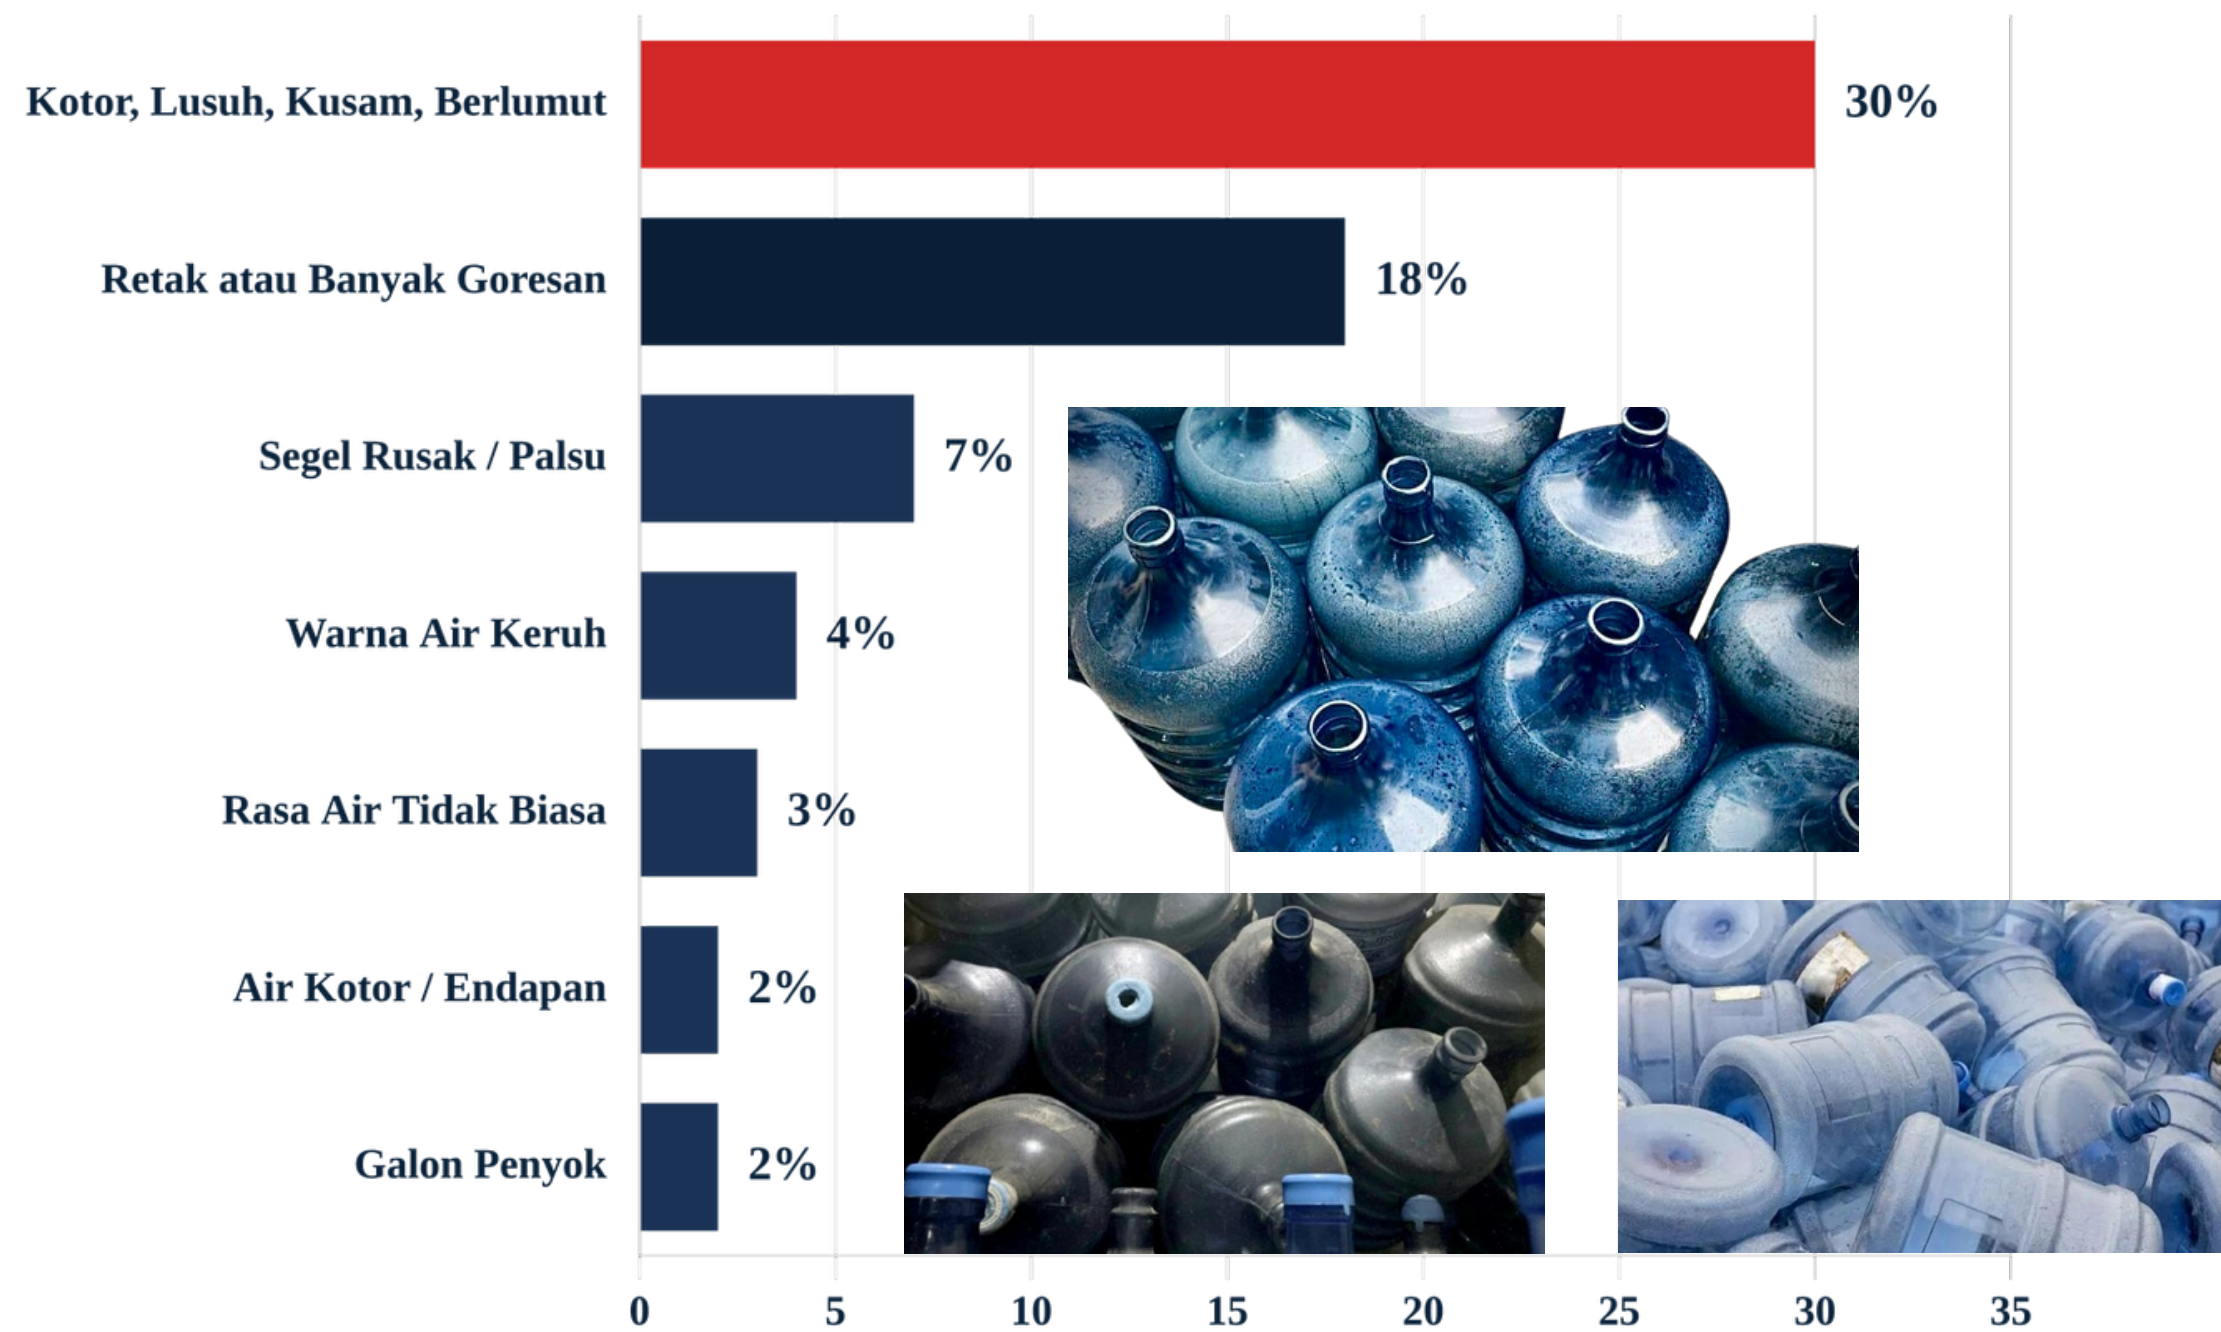 Kotor, Lusuh, Kusam, Berlumut 30%
Retak atau Banyak Goresan 18%
Segel Rusak / Palsu 7%
Warna Air Keruh 4%
Rasa Air Tidak Biasa 3%
Air Kotor / Endapan 2%
Galon Penyok 2%
0 5 10 15 20 25 30 35